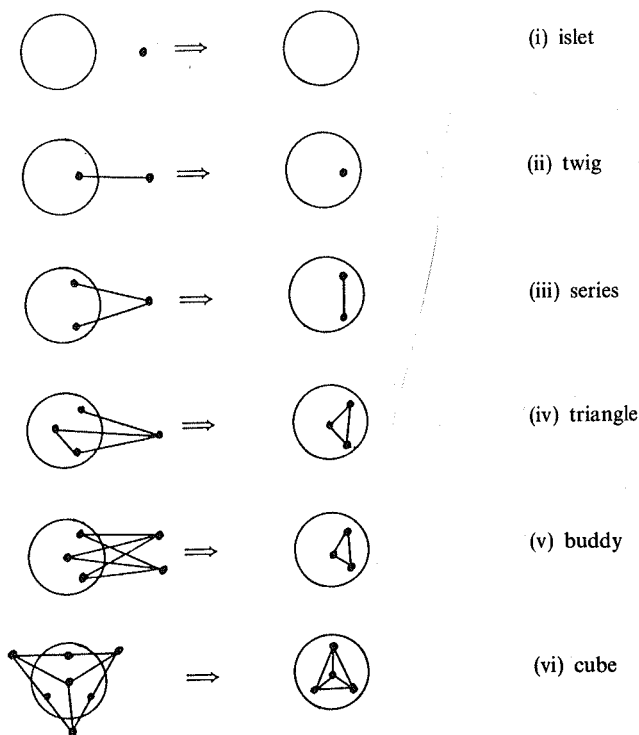 (i) islet
(ii) twig
(iii) series
(iv) triangle
(v) buddy
(vi) cube